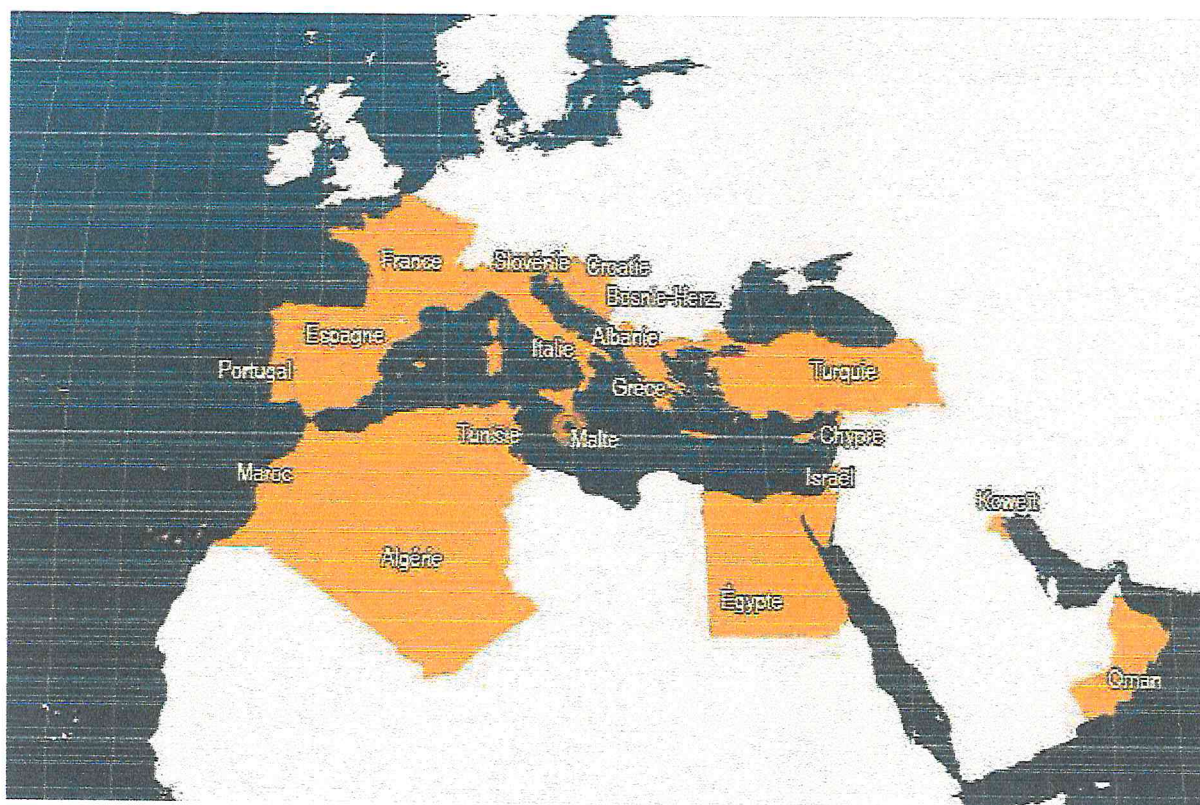 France
Slovénie
Croatie
Bosnie-Herz.
Espagne
Italie
Albanie
Portugal
Grèce
Turquie
Tunisie
Malte
Chypre
Maroc
Israël
Koweït
Algérie
Égypte
Oman